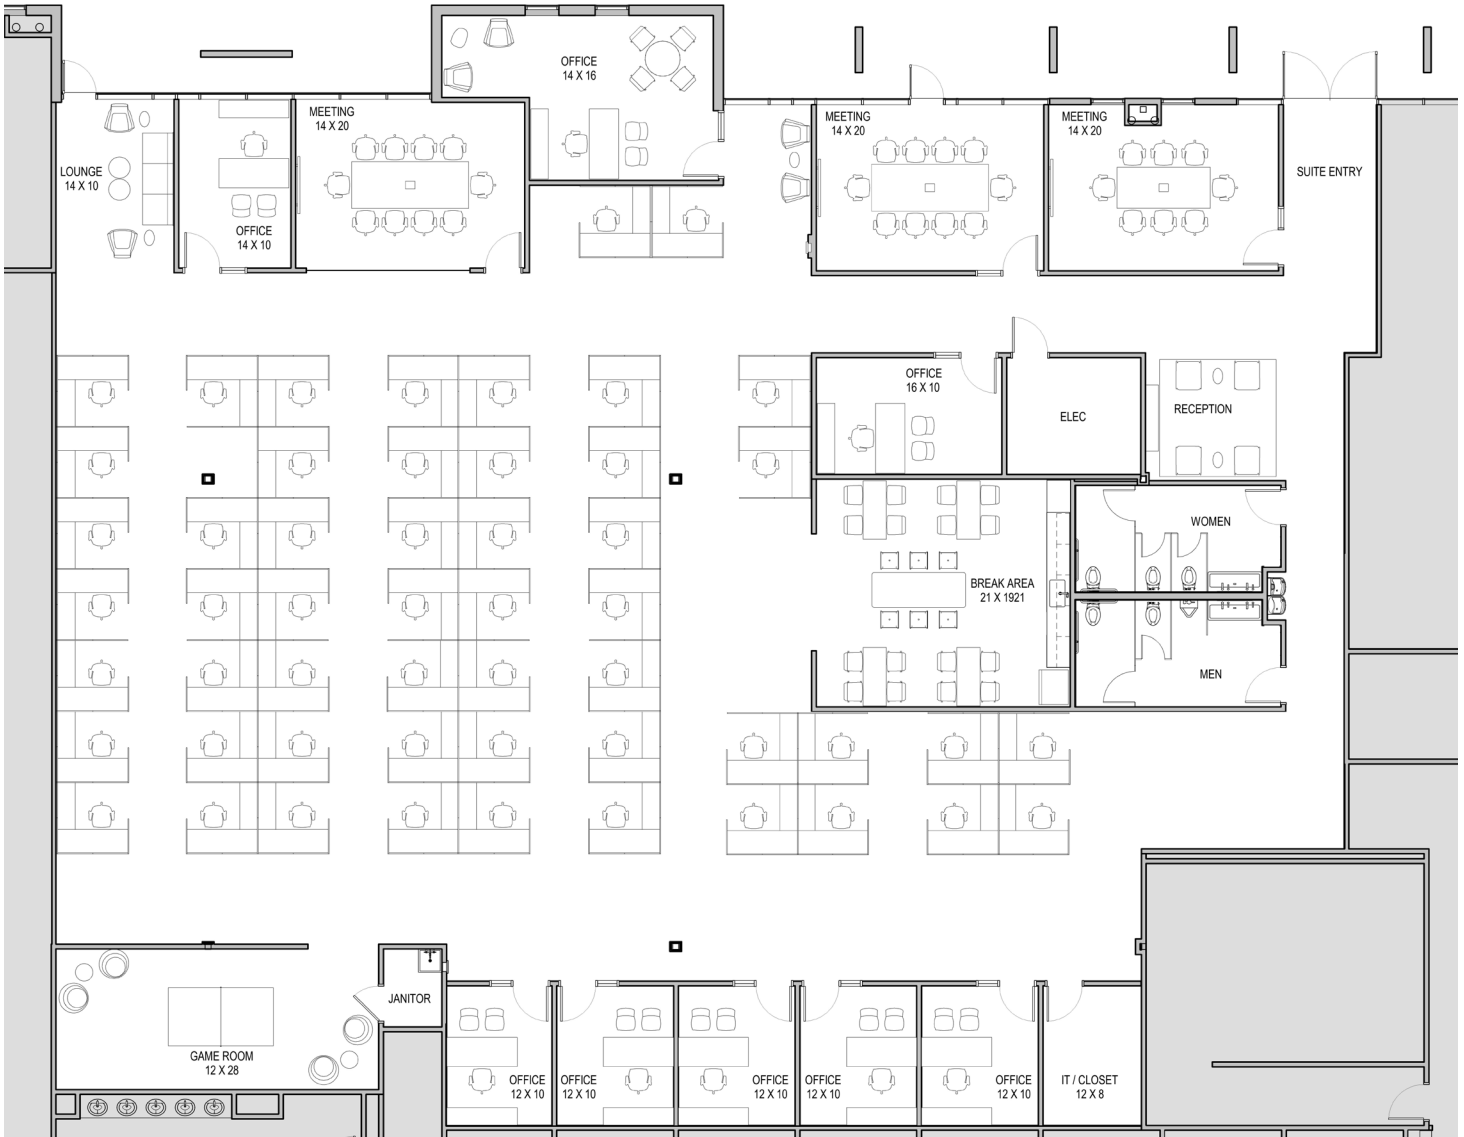 OFFICE
14 X 16
MEETING
14 X 20
MEETING
14 X 20
MEETING
14 X 20
LOUNGE
14 X 10
SUITE ENTRY
OFFICE
14 X 10
OFFICE
16 X 10
ELEC
RECEPTION
WOMEN
BREAK AREA
21 X 1921
MEN
JANITOR
GAME ROOM
12 X 28
OFFICE
12 X 10
OFFICE
12 X 10
OFFICE
12 X 10
OFFICE
12 X 10
OFFICE
12 X 10
IT / CLOSET
12 X 8